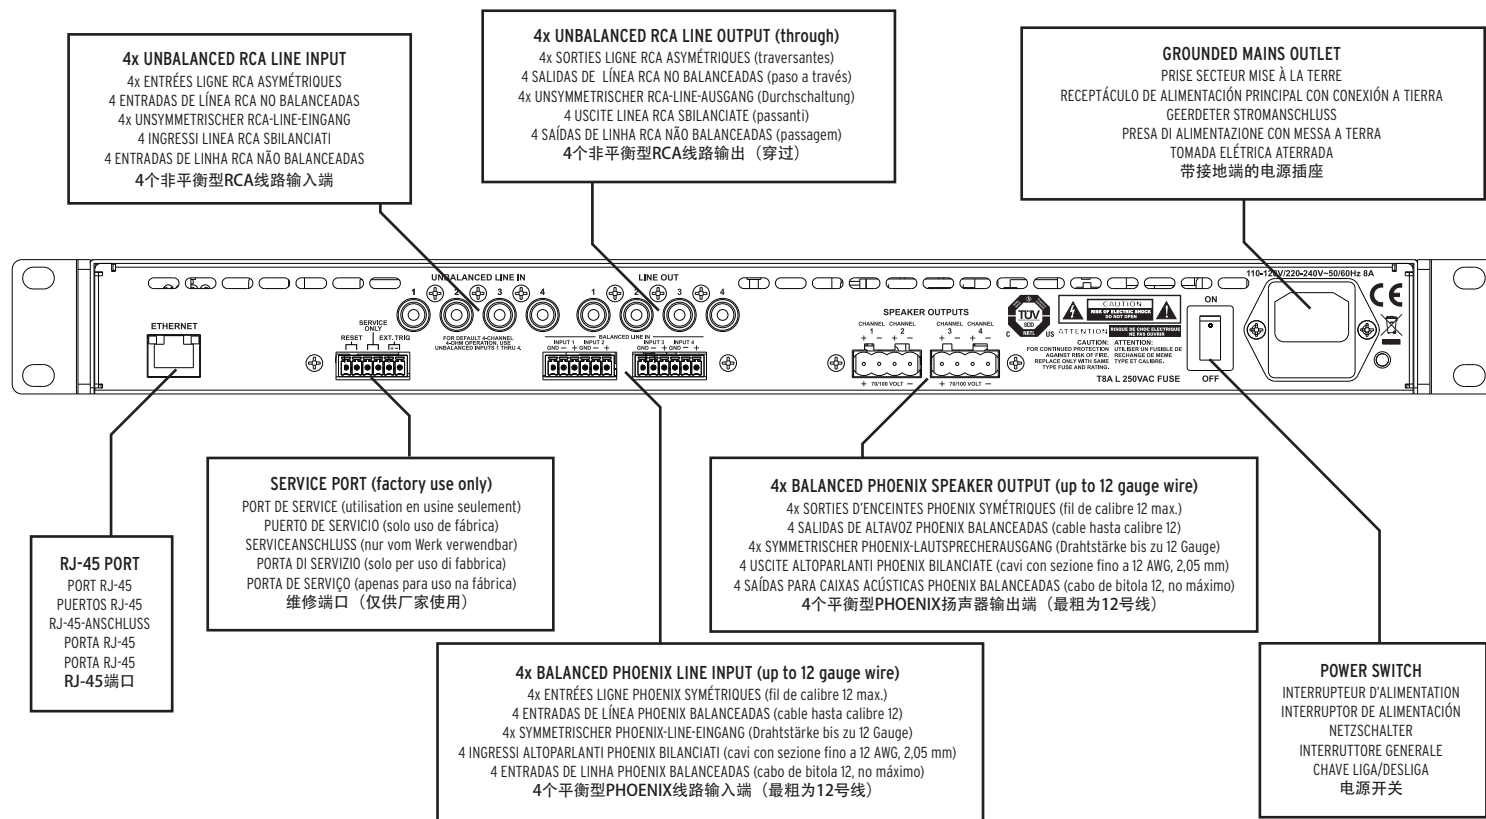 4x UNBALANCED RCA LINE INPUT
4x ENTRÉES LIGNE RCA ASYMÉTRIQUES
4 ENTRADAS DE LÍNEA RCA NO BALANCEADAS
4x UNSYMMETRISCHER RCA-LINE-EINGANG
4 INGRESSI LINEA RCA SBILANCIATI
4 ENTRADAS DE LINHA RCA NÃO BALANCEADAS
4个非平衡型RCA线路输入端
4x UNBALANCED RCA LINE OUTPUT (through)
4x SORTIES LIGNE RCA ASYMÉTRIQUES (traversantes)
4 SALIDAS DE LÍNEA RCA NO BALANCEADAS (paso a través)
4x UNSYMMETRISCHER RCA-LINE-AUSGANG (Durchschaltung)
4 USCITE LINEA RCA SBILANCIATE (passanti)
4 SAÍDAS DE LINHA RCA NÃO BALANCEADAS (passagem)
4个非平衡型RCA线路输出（穿过）
GROUNDED MAINS OUTLET
PRISE SECTEUR MISE À LA TERRE
RECEPTÁCULO DE ALIMENTACIÓN PRINCIPAL CON CONEXIÓN A TIERRA
GEERDETER STROMANSCHLUSS
PRESA DI ALIMENTAZIONE CON MESSA A TERRA
TOMADA ELÉTRICA ATERRADA
带接地端的电源插座
UNBALANCED LINE IN
1 2 3 4
LINE OUT
1 2 3 4
110-120V/220-240V~50/60Hz 8A
ETHERNET
SERVICE
ONLY
RESET
EXT. TRIG
FOR DEFAULT 4-CHANNEL
4-OHM OPERATION, USE
UNBALANCED INPUTS 1 THRU 4.
BALANCED LINE IN
INPUT 1 INPUT 2 INPUT 3 INPUT 4
GND − + GND − + GND − + GND − +
SPEAKER OUTPUTS
CHANNEL CHANNEL CHANNEL CHANNEL
1 2 3 4
+ − + − + − + −
+ 70/100 VOLT − + 70/100 VOLT −
TÜV
SÜD
NRTL
C US
CAUTION
RISK OF ELECTRIC SHOCK
DO NOT OPEN
ATTENTION
RISQUE DE CHOC ELECTRIQUE
NE PAS OUVRIR
CAUTION:
FOR CONTINUED PROTECTION
AGAINST RISK OF FIRE,
REPLACE ONLY WITH SAME
TYPE FUSE AND RATING.
ATTENTION:
UTILISER UN FUSIBLE DE
RECHANGE DE MEME
TYPE ET CALIBRE.
T8A L 250VAC FUSE
ON
OFF
CE
RJ-45 PORT
PORT RJ-45
PUERTOS RJ-45
RJ-45-ANSCHLUSS
PORTA RJ-45
PORTA RJ-45
RJ-45端口
SERVICE PORT (factory use only)
PORT DE SERVICE (utilisation en usine seulement)
PUERTO DE SERVICIO (solo uso de fábrica)
SERVICEANSCHLUSS (nur vom Werk verwendbar)
PORTA DI SERVIZIO (solo per uso di fabbrica)
PORTA DE SERVIÇO (apenas para uso na fábrica)
维修端口（仅供厂家使用）
4x BALANCED PHOENIX LINE INPUT (up to 12 gauge wire)
4x ENTRÉES LIGNE PHOENIX SYMÉTRIQUES (fil de calibre 12 max.)
4 ENTRADAS DE LÍNEA PHOENIX BALANCEADAS (cable hasta calibre 12)
4x SYMMETRISCHER PHOENIX-LINE-EINGANG (Drahtstärke bis zu 12 Gauge)
4 INGRESSI ALTOPARLANTI PHOENIX BILANCIATI (cavi con sezione fino a 12 AWG, 2,05 mm)
4 ENTRADAS DE LINHA PHOENIX BALANCEADAS (cabo de bitola 12, no máximo)
4个平衡型PHOENIX线路输入端（最粗为12号线）
4x BALANCED PHOENIX SPEAKER OUTPUT (up to 12 gauge wire)
4x SORTIES D'ENCEINTES PHOENIX SYMÉTRIQUES (fil de calibre 12 max.)
4 SALIDAS DE ALTAVOZ PHOENIX BALANCEADAS (cable hasta calibre 12)
4x SYMMETRISCHER PHOENIX-LAUTSPRECHERAUSGANG (Drahtstärke bis zu 12 Gauge)
4 USCITE ALTOPARLANTI PHOENIX BILANCIATE (cavi con sezione fino a 12 AWG, 2,05 mm)
4 SAÍDAS PARA CAIXAS ACÚSTICAS PHOENIX BALANCEADAS (cabo de bitola 12, no máximo)
4个平衡型PHOENIX扬声器输出端（最粗为12号线）
POWER SWITCH
INTERRUPTEUR D'ALIMENTATION
INTERRUPTOR DE ALIMENTACIÓN
NETZSCHALTER
INTERRUTTORE GENERALE
CHAVE LIGA/DESLIGA
电源开关